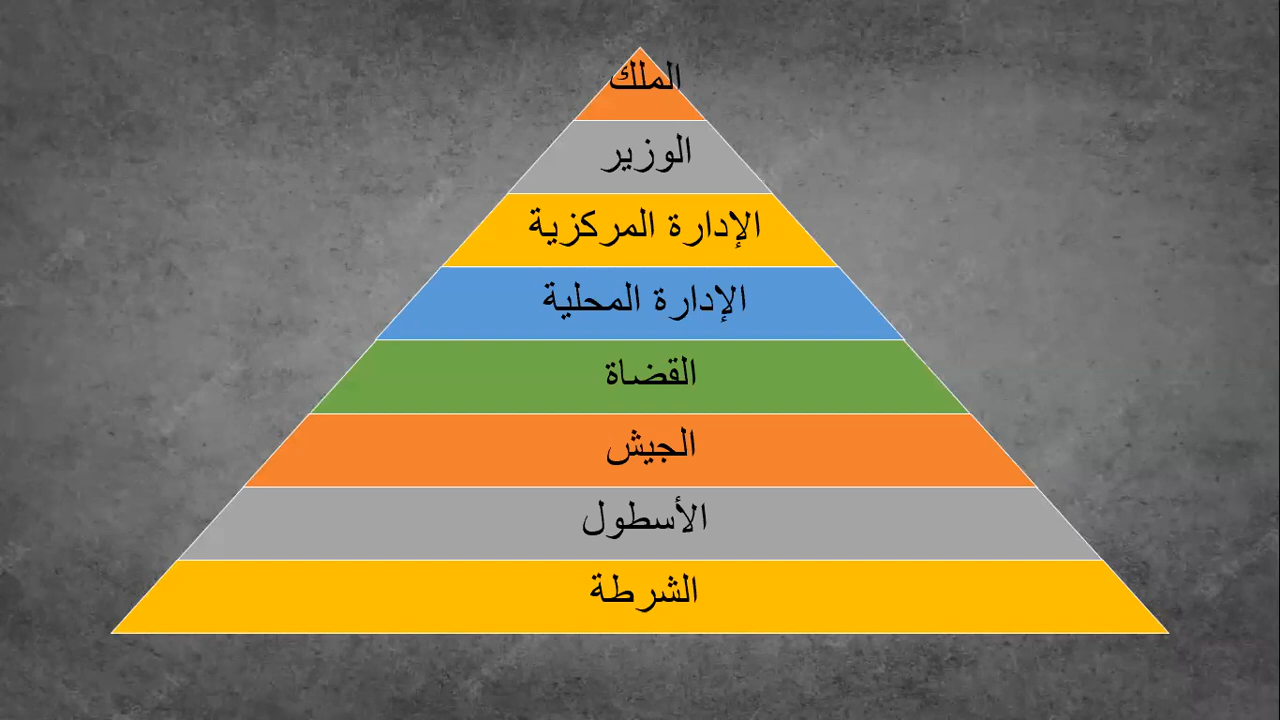 الملك
الوزير
الإدارة المركزية
الإدارة المحلية
القضاة
الجيش
الأسطول
الشرطة